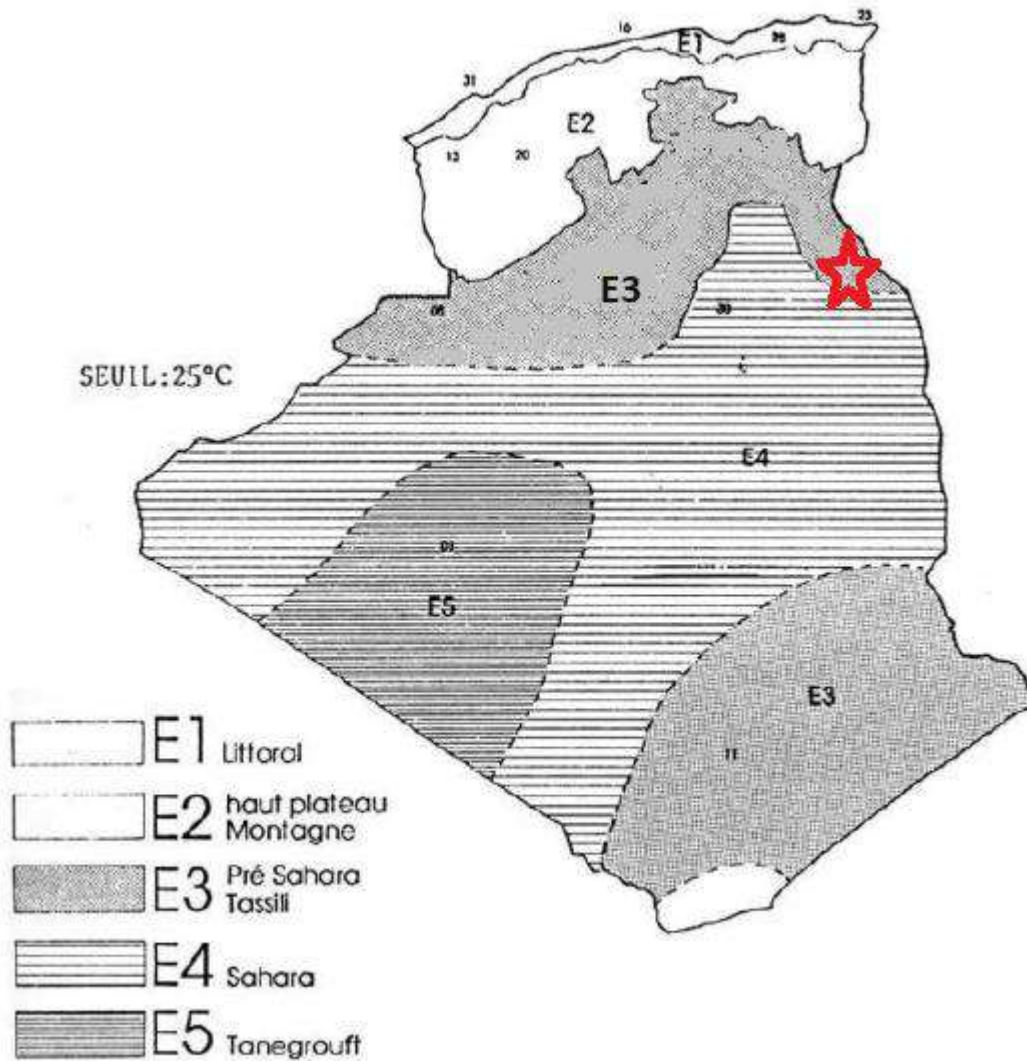 23
16
E1
31
E2
13
20
E3
SEUIL:25°C
E4
E5
E3
11
E1 Littoral
E2 haut plateau
Montagne
E3 Pré Sahara
Tassili
E4 Sahara
E5 Tanegrouft